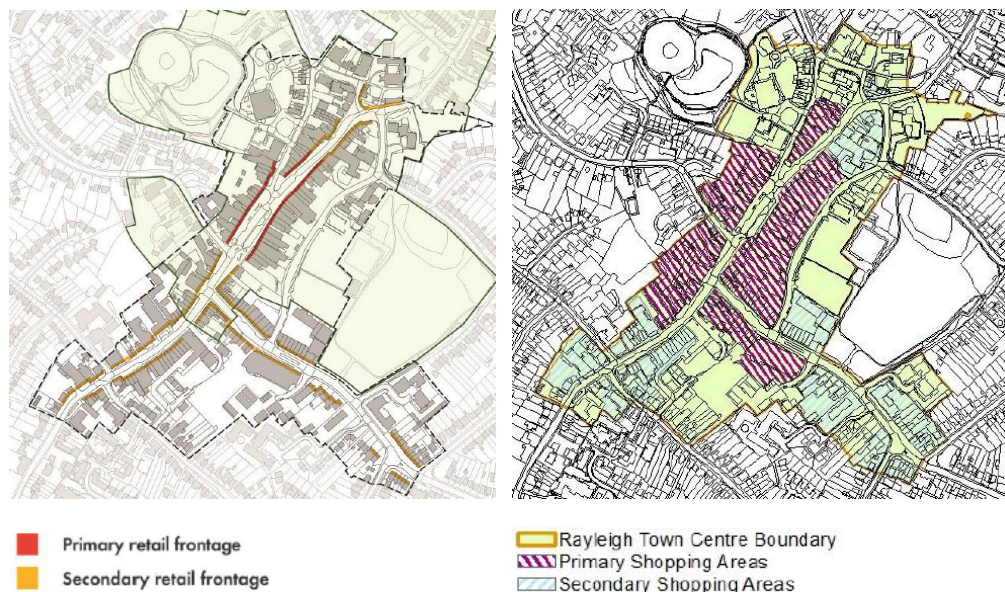 Primary retail frontage
Secondary retail frontage
Rayleigh Town Centre Boundary
Primary Shopping Areas
Secondary Shopping Areas